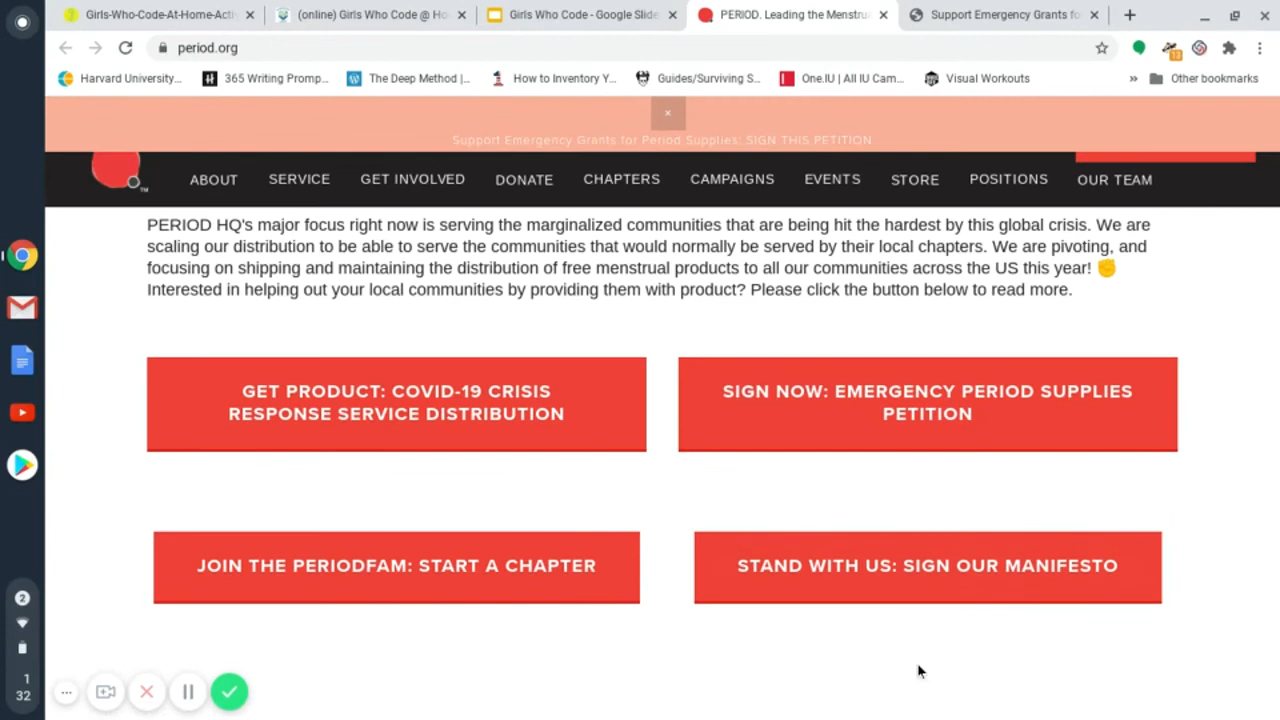 Girls-Who-Code-At-Home-Acti
(online) Girls Who Code @ Ho
Girls Who Code - Google Slide
PERIOD. Leading the Menstru
Support Emergency Grants fo
period.org
13
Harvard University...
365 Writing Promp...
The Deep Method |...
How to Inventory Y...
Guides/Surviving S...
One.IU | All IU Cam...
Visual Workouts
»
Other bookmarks
×
Support Emergency Grants for Period Supplies: SIGN THIS PETITION
TM
ABOUT
SERVICE
GET INVOLVED
DONATE
CHAPTERS
CAMPAIGNS
EVENTS
STORE
POSITIONS
OUR TEAM
PERIOD HQ's major focus right now is serving the marginalized communities that are being hit the hardest by this global crisis. We are
scaling our distribution to be able to serve the communities that would normally be served by their local chapters. We are pivoting, and
focusing on shipping and maintaining the distribution of free menstrual products to all our communities across the US this year! ✊
Interested in helping out your local communities by providing them with product? Please click the button below to read more.
GET PRODUCT: COVID-19 CRISIS
RESPONSE SERVICE DISTRIBUTION
SIGN NOW: EMERGENCY PERIOD SUPPLIES
PETITION
JOIN THE PERIODFAM: START A CHAPTER
STAND WITH US: SIGN OUR MANIFESTO
2
1
32